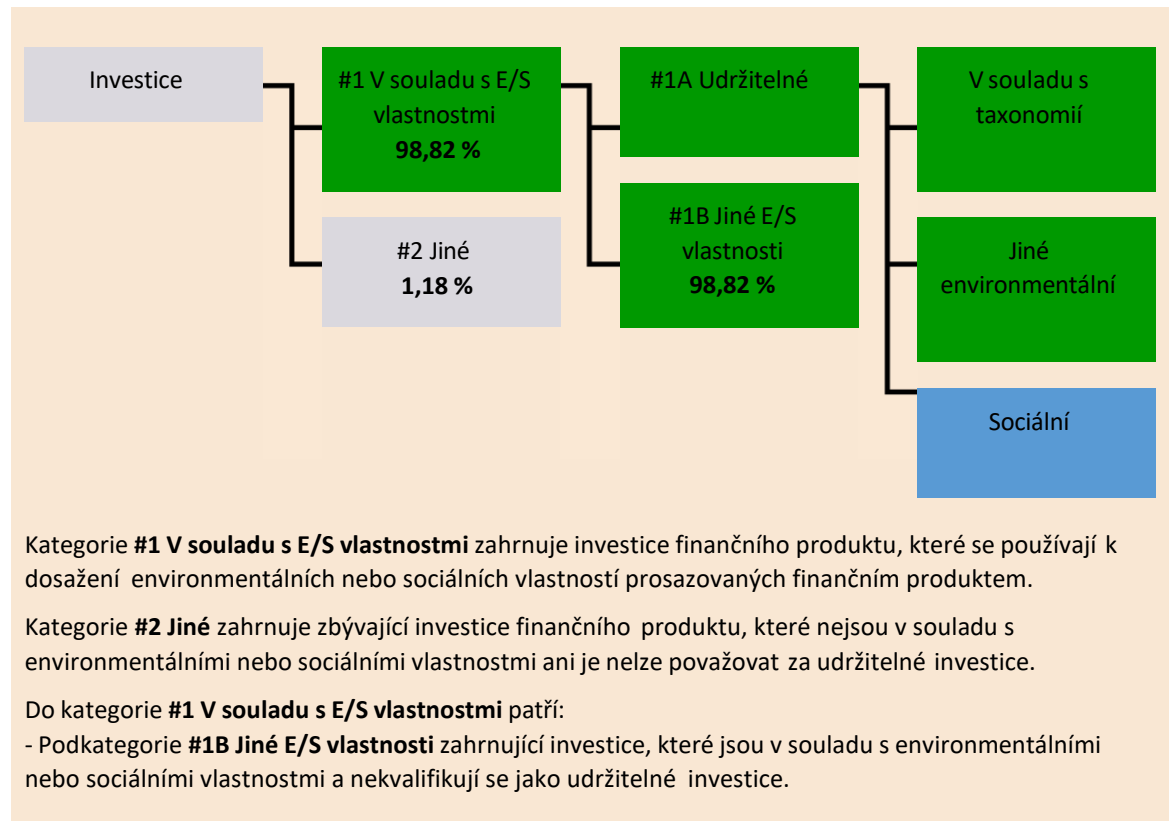 Investice
#1 V souladu s E/S
vlastnostmi
98,82 %
#2 Jiné
1,18 %
#1A Udržitelné
#1B Jiné E/S
vlastnosti
98,82 %
V souladu s
taxonomií
Jiné
environmentální
Sociální
Kategorie #1 V souladu s E/S vlastnostmi zahrnuje investice finančního produktu, které se používají k
dosažení environmentálních nebo sociálních vlastností prosazovaných finančním produktem.
Kategorie #2 Jiné zahrnuje zbývající investice finančního produktu, které nejsou v souladu s
environmentálními nebo sociálními vlastnostmi ani je nelze považovat za udržitelné investice.
Do kategorie #1 V souladu s E/S vlastnostmi patří:
- Podkategorie #1B Jiné E/S vlastnosti zahrnující investice, které jsou v souladu s environmentálními
nebo sociálními vlastnostmi a nekvalifikují se jako udržitelné investice.